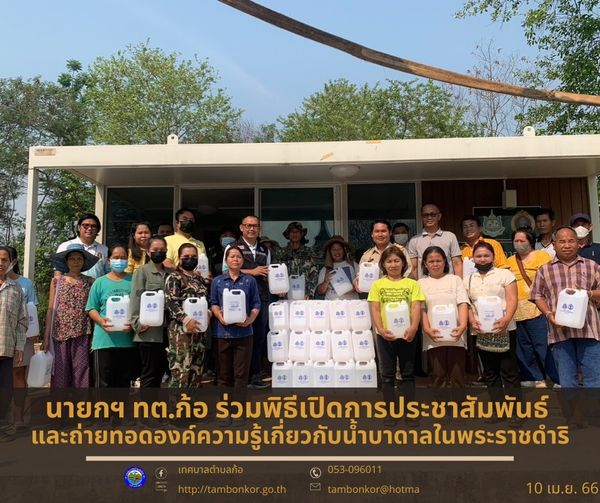 นายกฯ ทต.ก้อ ร่วมพิธีเปิดการประชาสัมพันธ์
และถ่ายทอดองค์ความรู้เกี่ยวกับน้ำบาดาลในพระราชดำริ
เทศบาลตำบลก้อ
053-096011
http://tambonkor.go.th
tambonkor@hotma
10 เม.ย. 66